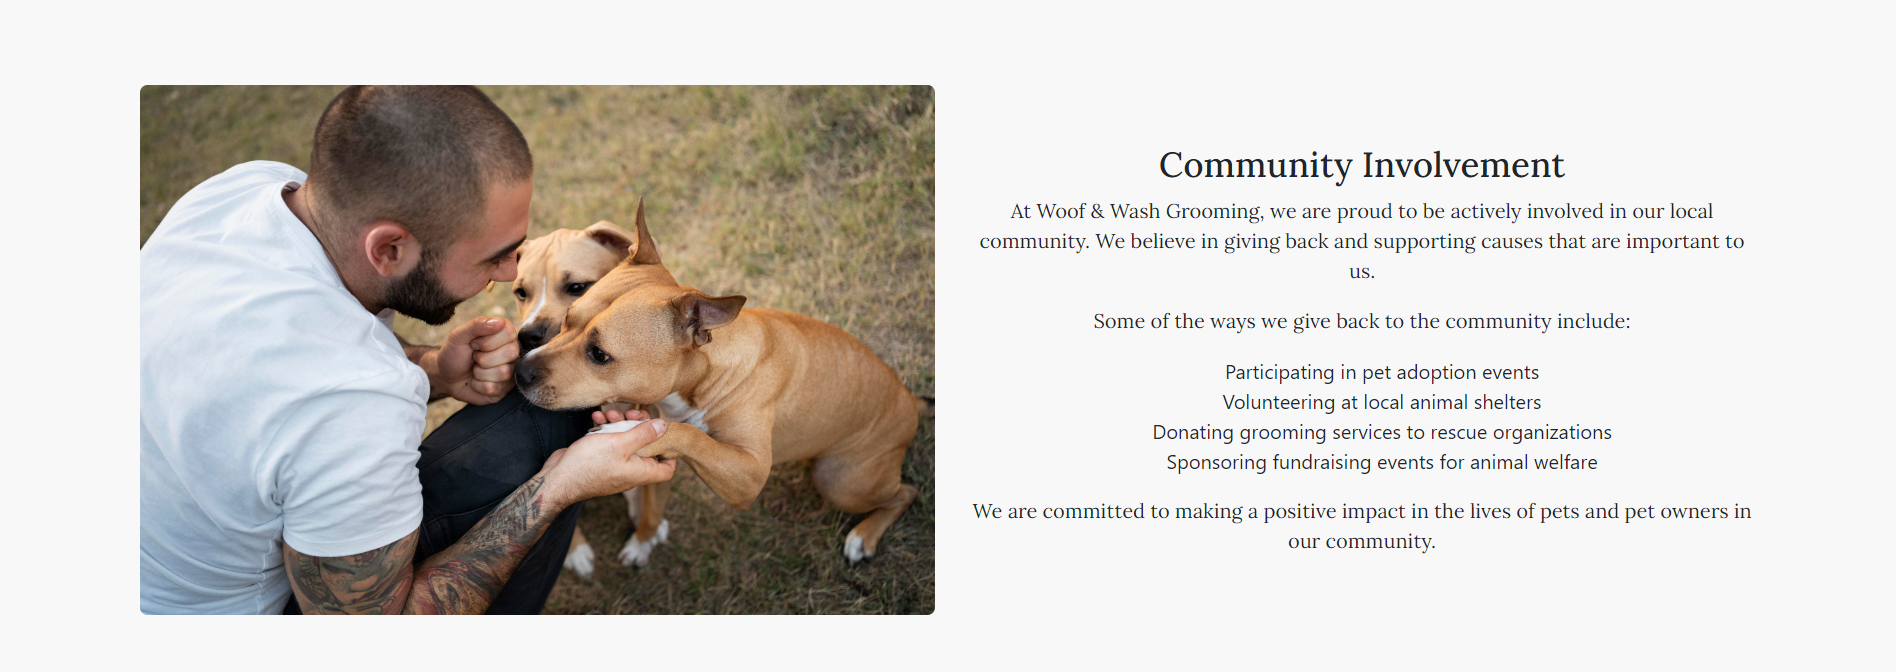 Community Involvement
At Woof & Wash Grooming, we are proud to be actively involved in our local
community. We believe in giving back and supporting causes that are important to
us.
Some of the ways we give back to the community include:
Participating in pet adoption events
Volunteering at local animal shelters
Donating grooming services to rescue organizations
Sponsoring fundraising events for animal welfare
We are committed to making a positive impact in the lives of pets and pet owners in
our community.